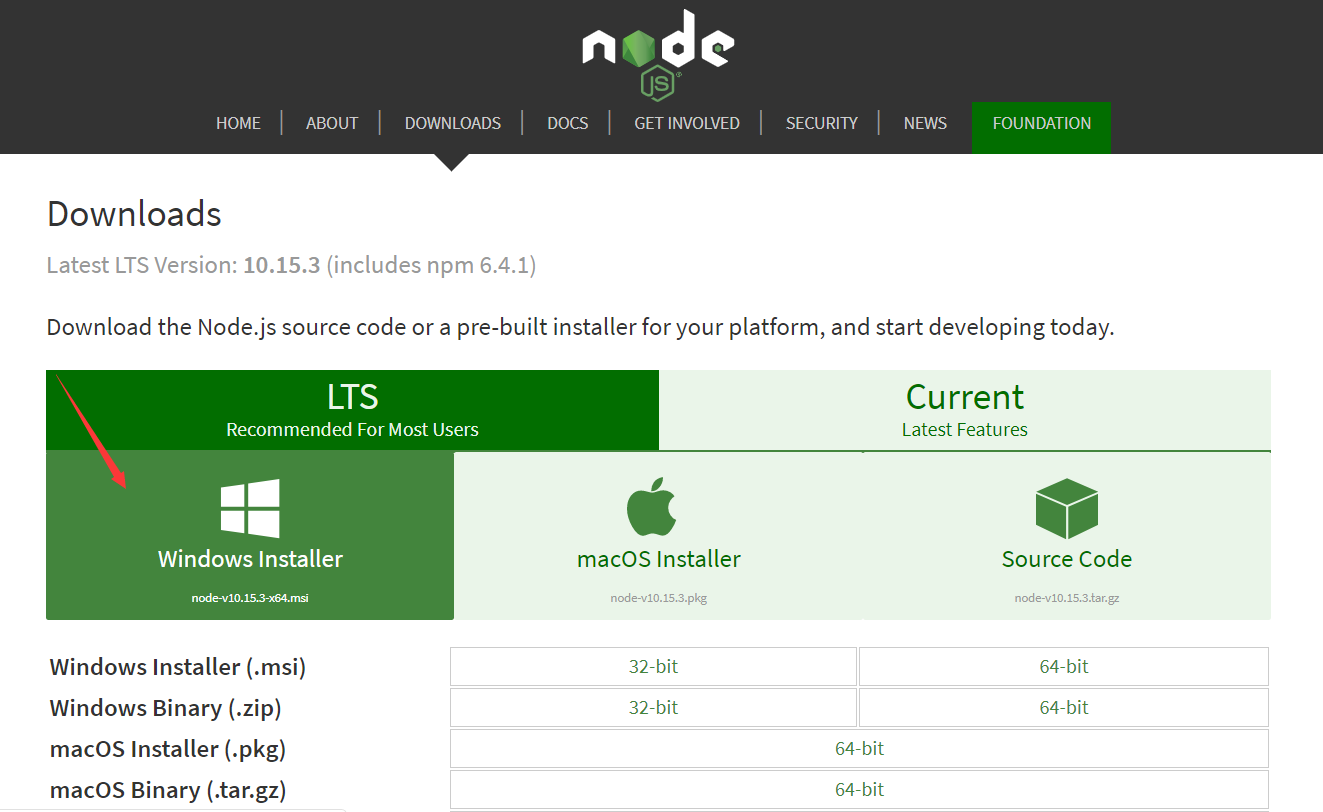 node
JS
HOME ABOUT DOWNLOADS DOCS GET INVOLVED SECURITY NEWS FOUNDATION
Downloads
Latest LTS Version: 10.15.3 (includes npm 6.4.1)
Download the Node.js source code or a pre-built installer for your platform, and start developing today.
LTS
Recommended For Most Users
Current
Latest Features
Windows Installer
node-v10.15.3-x64.msi
macOS Installer
node-v10.15.3.pkg
Source Code
node-v10.15.3.tar.gz
Windows Installer (.msi) 32-bit 64-bit
Windows Binary (.zip) 32-bit 64-bit
macOS Installer (.pkg) 64-bit
macOS Binary (.tar.gz) 64-bit